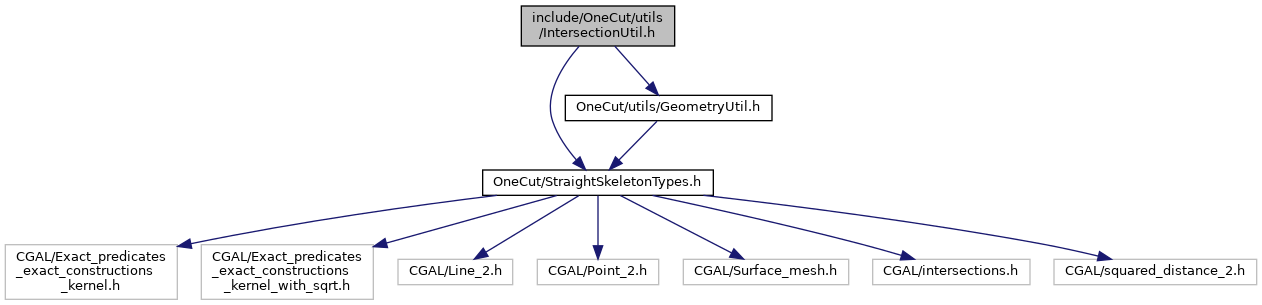 include/OneCut/utils
/IntersectionUtil.h
OneCut/utils/GeometryUtil.h
OneCut/StraightSkeletonTypes.h
CGAL/Exact_predicates
_exact_constructions
_kernel.h
CGAL/Exact_predicates
_exact_constructions
_kernel_with_sqrt.h
CGAL/Line_2.h
CGAL/Point_2.h
CGAL/Surface_mesh.h
CGAL/intersections.h
CGAL/squared_distance_2.h